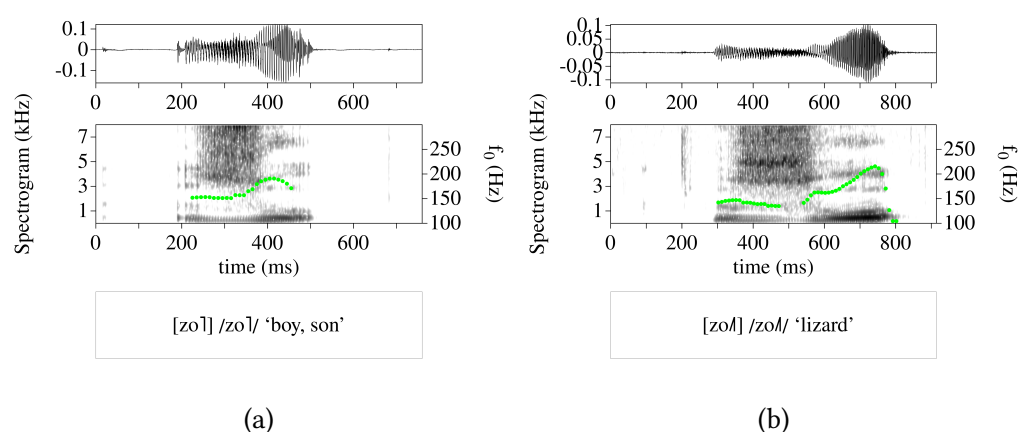 0.1
0
-0.1
0 200 400 600
Spectrogram (kHz)
7
5
3
1
250
200
150
100
f₀ (Hz)
0 200 400 600
time (ms)
[zo˥] /zo˥/ ‘boy, son’
(a)
0.1
0.05
0
-0.05
-0.1
0 200 400 600 800
Spectrogram (kHz)
7
5
3
1
250
200
150
100
f₀ (Hz)
0 200 400 600 800
time (ms)
[zo˩˥] /zo˩˥/ ‘lizard’
(b)